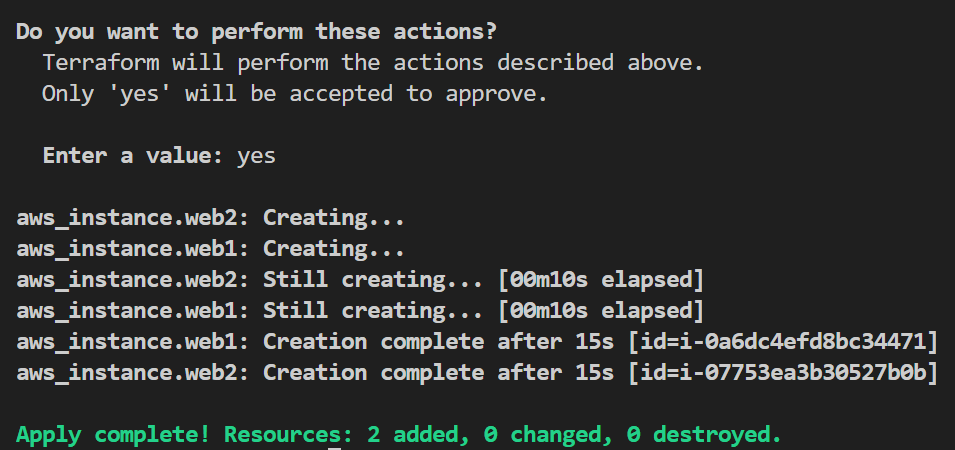 Do you want to perform these actions?
Terraform will perform the actions described above.
Only 'yes' will be accepted to approve.
Enter a value: yes
aws_instance.web2: Creating...
aws_instance.web1: Creating...
aws_instance.web2: Still creating... [00m10s elapsed]
aws_instance.web1: Still creating... [00m10s elapsed]
aws_instance.web1: Creation complete after 15s [id=i-0a6dc4efd8bc34471]
aws_instance.web2: Creation complete after 15s [id=i-07753ea3b30527b0b]
Apply complete! Resources: 2 added, 0 changed, 0 destroyed.